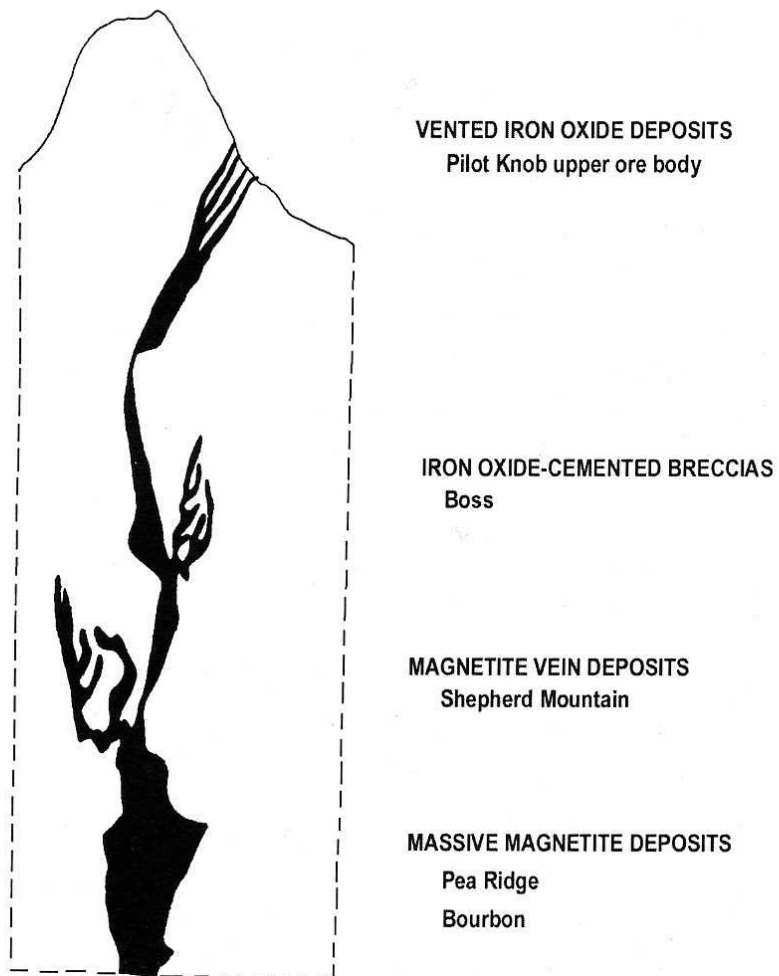 VENTED IRON OXIDE DEPOSITS
Pilot Knob upper ore body
IRON OXIDE-CEMENTED BRECCIAS
Boss
MAGNETITE VEIN DEPOSITS
Shepherd Mountain
MASSIVE MAGNETITE DEPOSITS
Pea Ridge
Bourbon